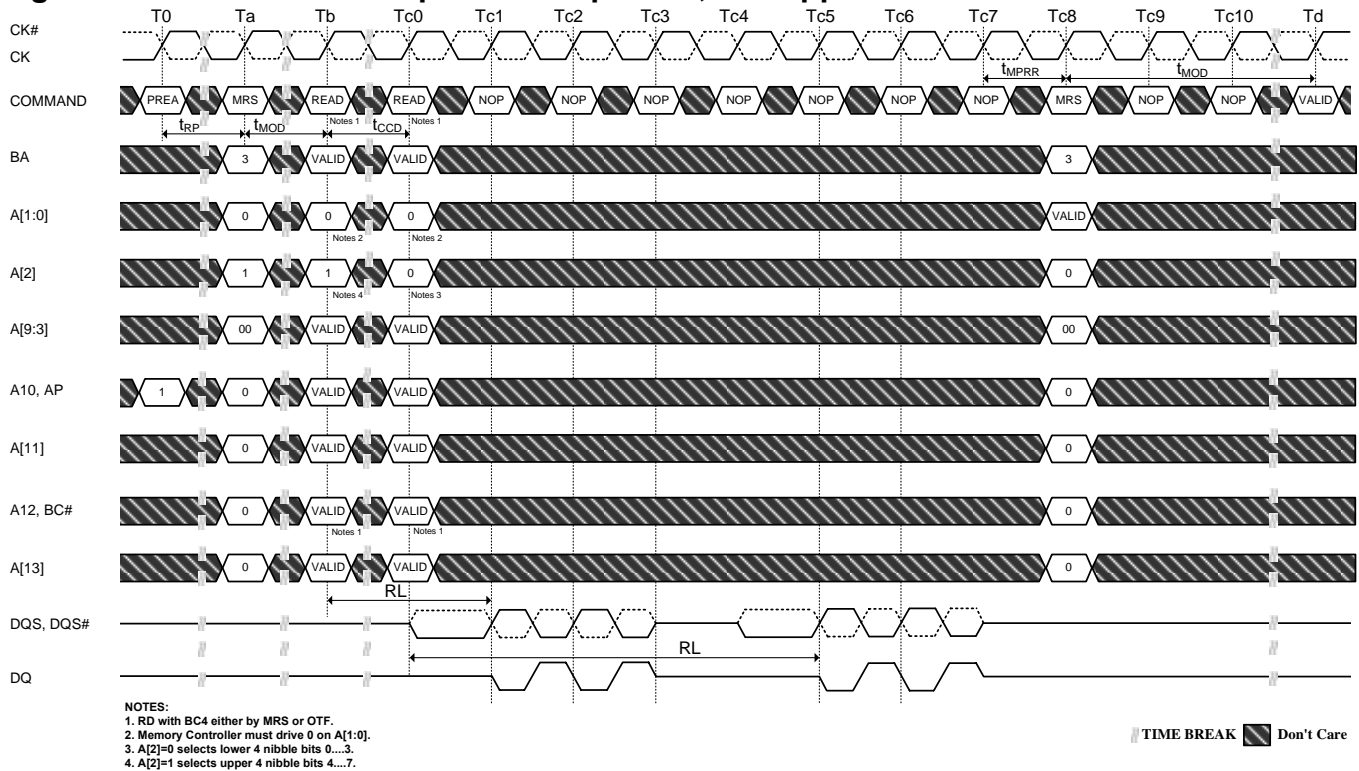 T0 Ta Tb Tc0 Tc1 Tc2 Tc3 Tc4 Tc5 Tc6 Tc7 Tc8 Tc9 Tc10 Td
CK#
CK
tMPRR tMOD
COMMAND PREA MRS READ READ NOP NOP NOP NOP NOP NOP NOP MRS NOP NOP VALID
Notes 1 Notes 1
tRP tMOD tCCD
BA 3 VALID VALID 3
A[1:0] 0 0 0 VALID
Notes 2 Notes 2
A[2] 1 1 0 0
Notes 4 Notes 3
A[9:3] 00 VALID VALID 00
A10, AP 1 0 VALID VALID 0
A[11] 0 VALID VALID 0
A12, BC# 0 VALID VALID 0
Notes 1 Notes 1
A[13] 0 VALID VALID 0
RL
DQS, DQS#
RL
DQ
NOTES:
1. RD with BC4 either by MRS or OTF.
2. Memory Controller must drive 0 on A[1:0].
3. A[2]=0 selects lower 4 nibble bits 0....3.
4. A[2]=1 selects upper 4 nibble bits 4....7.
TIME BREAK Don't Care